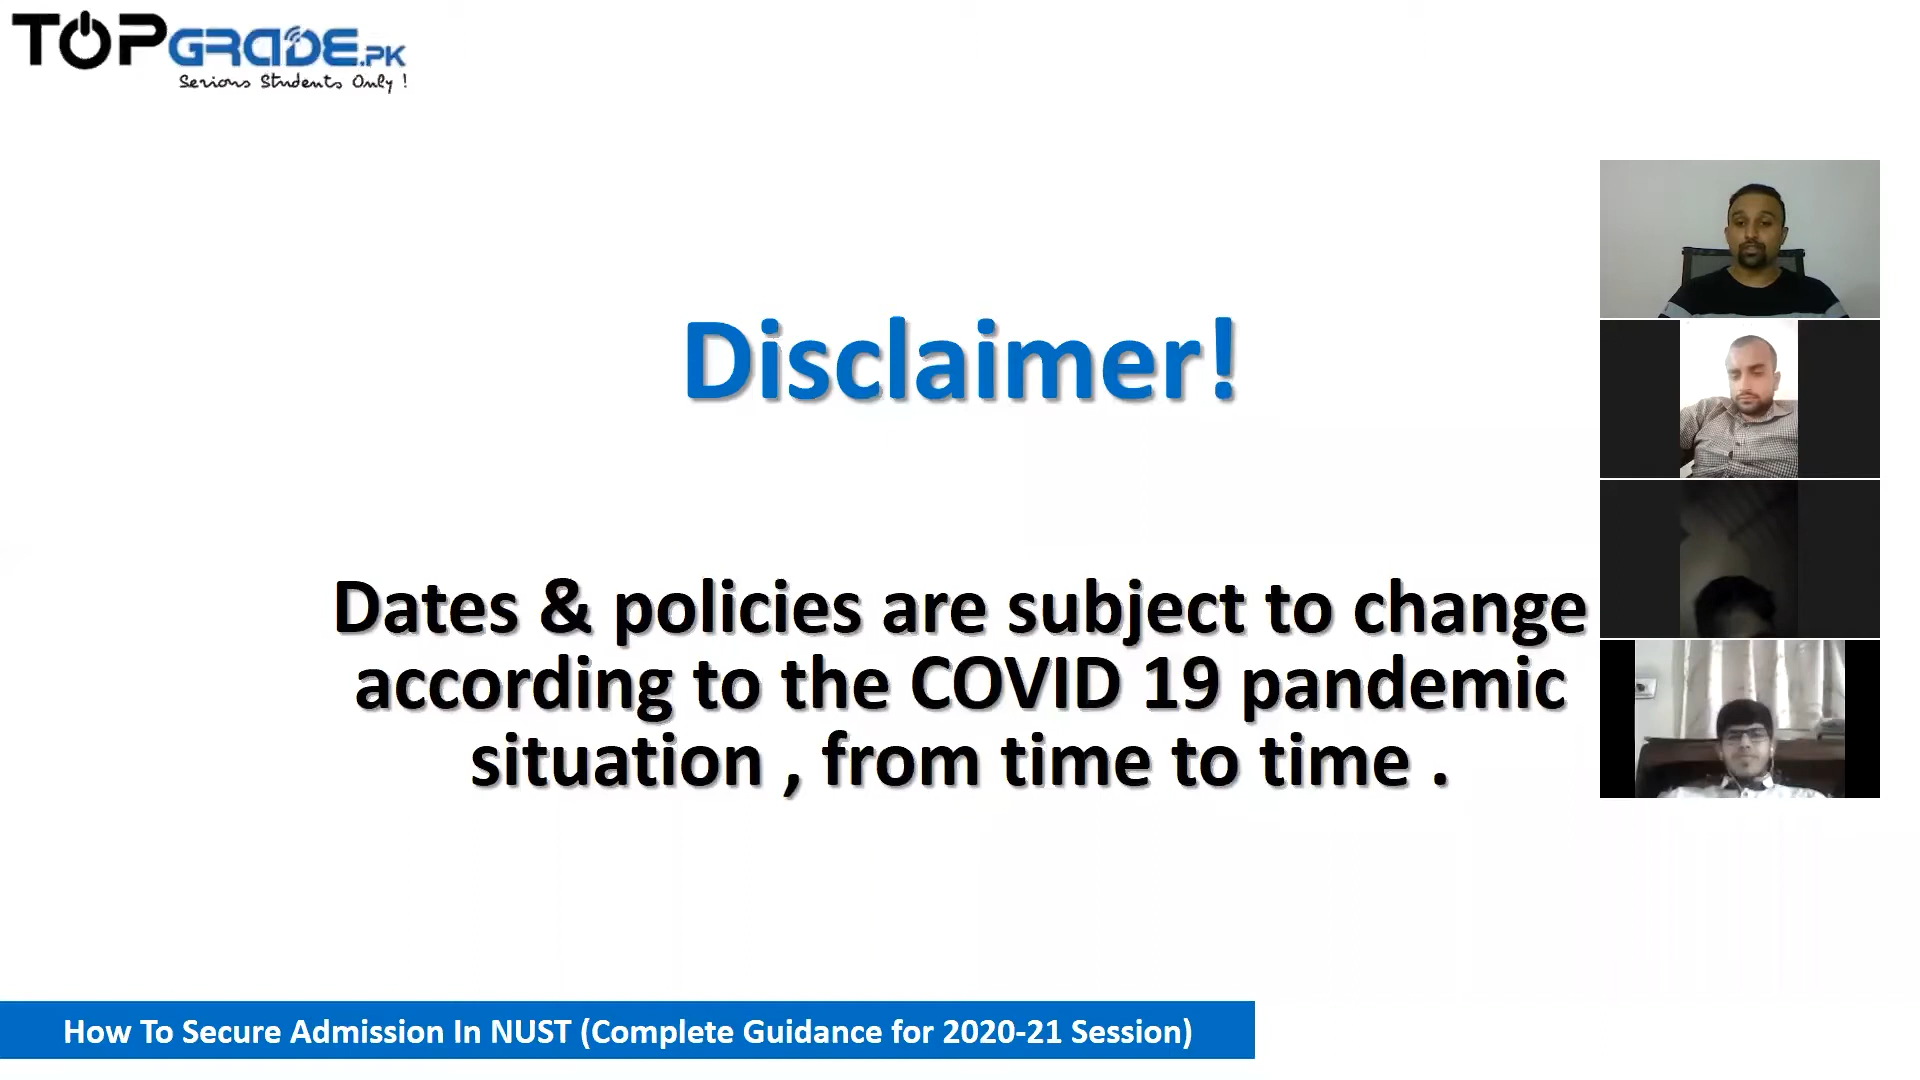 TOPGRADE.PK
Serious Students Only !
Disclaimer!
Dates & policies are subject to change
according to the COVID 19 pandemic
situation , from time to time .
How To Secure Admission In NUST (Complete Guidance for 2020-21 Session)